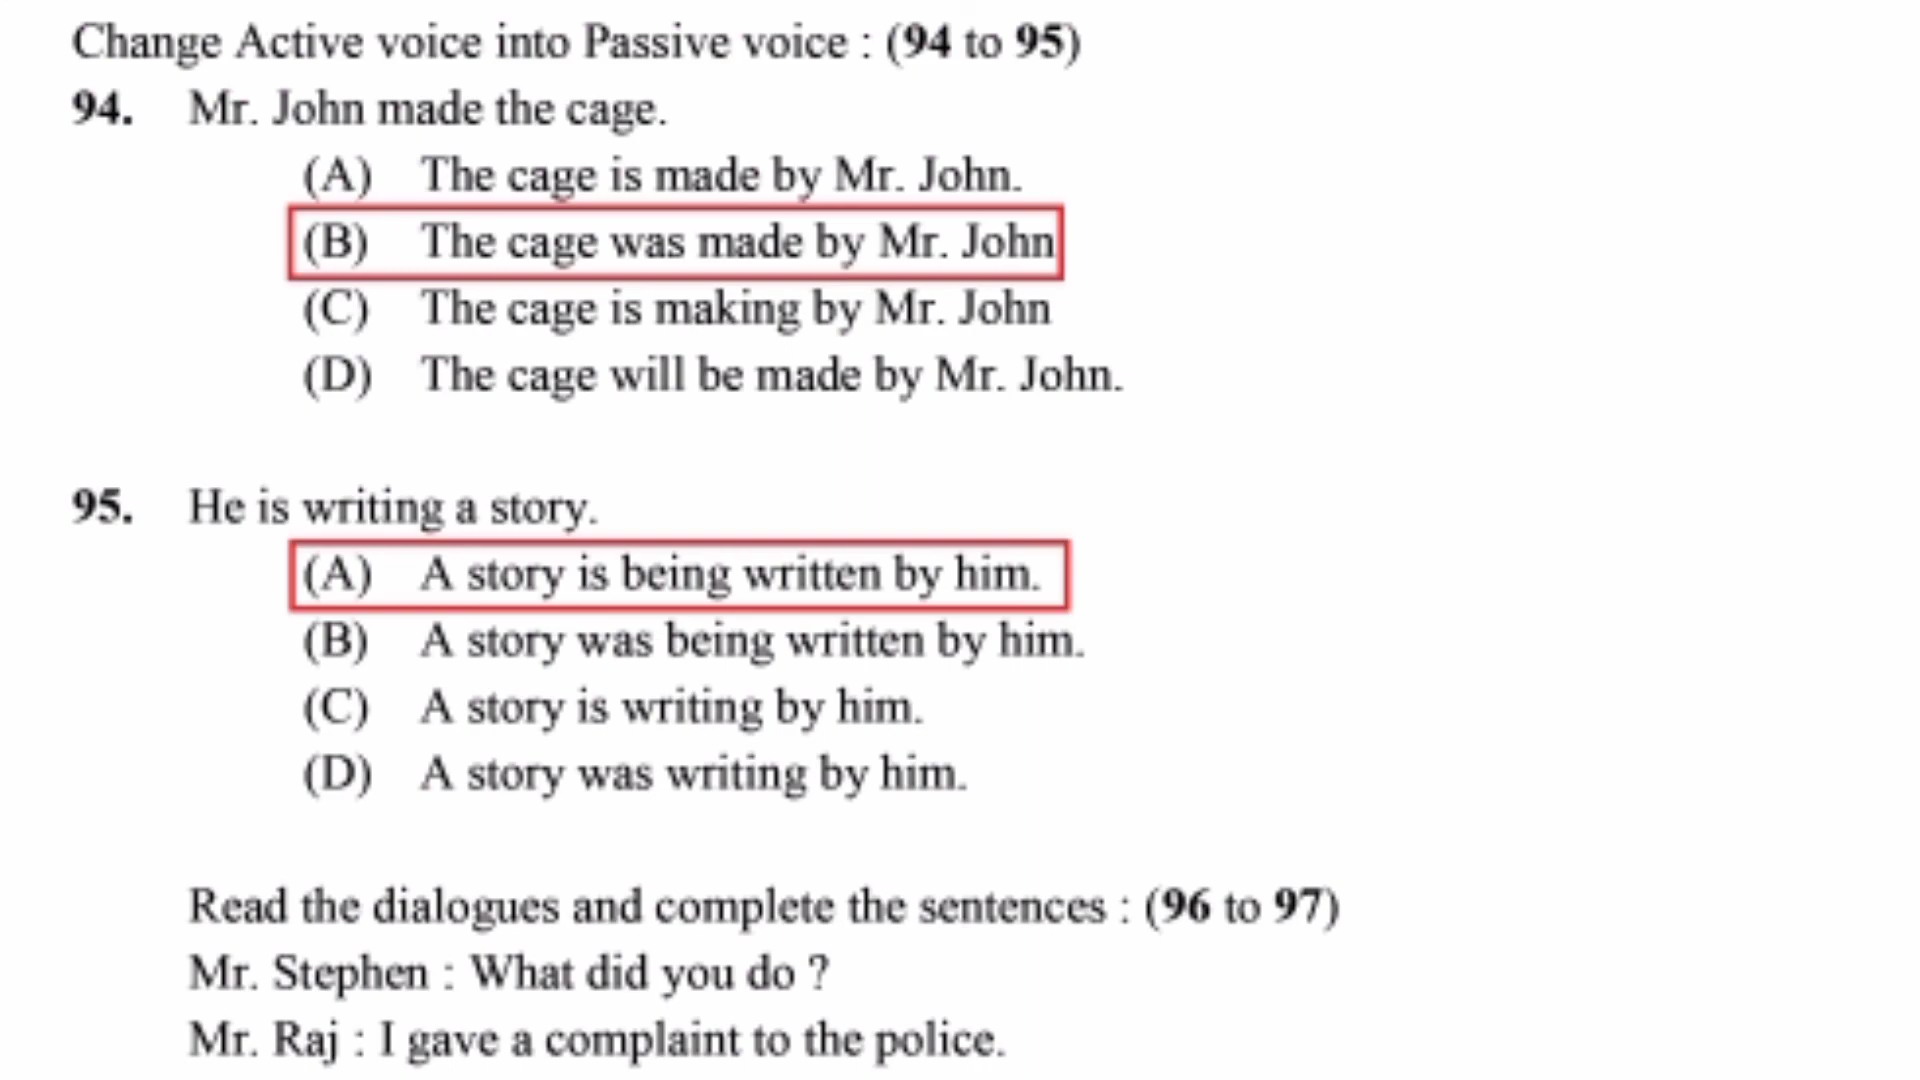 Change Active voice into Passive voice : (94 to 95)
94. Mr. John made the cage.
(A) The cage is made by Mr. John.
(B) The cage was made by Mr. John
(C) The cage is making by Mr. John
(D) The cage will be made by Mr. John.
95. He is writing a story.
(A) A story is being written by him.
(B) A story was being written by him.
(C) A story is writing by him.
(D) A story was writing by him.
Read the dialogues and complete the sentences : (96 to 97)
Mr. Stephen : What did you do ?
Mr. Raj : I gave a complaint to the police.